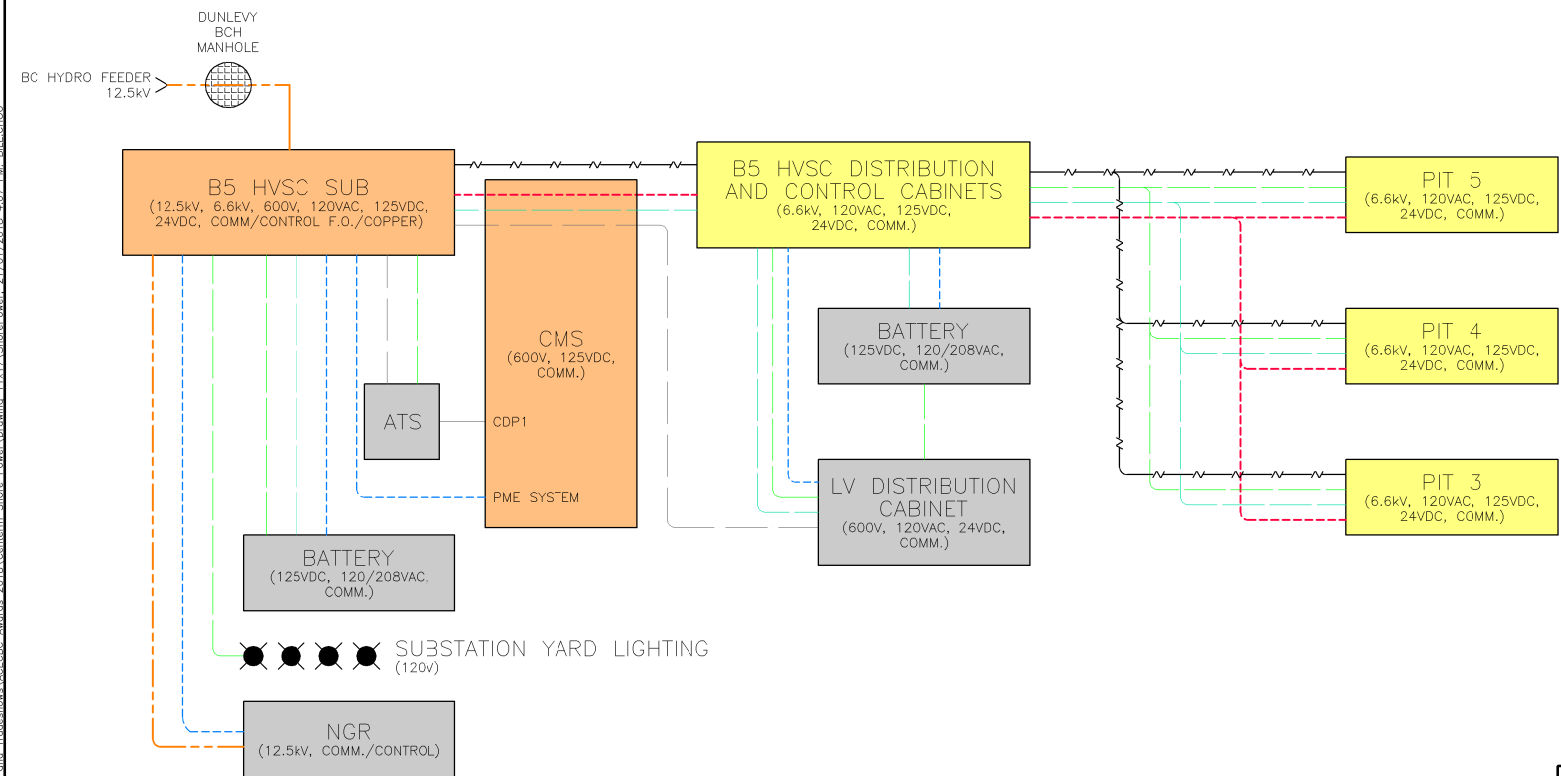 DUNLEVY
BCH
MANHOLE
BC HYDRO FEEDER
12.5kV
B5 HVSC SUB
(12.5kV, 6.6kV, 600V, 120VAC, 125VDC,
24VDC, COMM/CONTROL F.O./COPPER)
B5 HVSC DISTRIBUTION
AND CONTROL CABINETS
(6.6kV, 120VAC, 125VDC,
24VDC, COMM.)
PIT 5
(6.6kV, 120VAC, 125VDC,
24VDC, COMM.)
CMS
(600V, 125VDC,
COMM.)
CDP1
PME SYSTEM
ATS
BATTERY
(125VDC, 120/208VAC,
COMM.)
PIT 4
(6.6kV, 120VAC, 125VDC,
24VDC, COMM.)
LV DISTRIBUTION
CABINET
(600V, 120VAC, 24VDC,
COMM.)
PIT 3
(6.6kV, 120VAC, 125VDC,
24VDC, COMM.)
BATTERY
(125VDC, 120/208VAC.
COMM.)
SUBSTATION YARD LIGHTING
(120V)
NGR
(12.5kV, COMM./CONTROL)